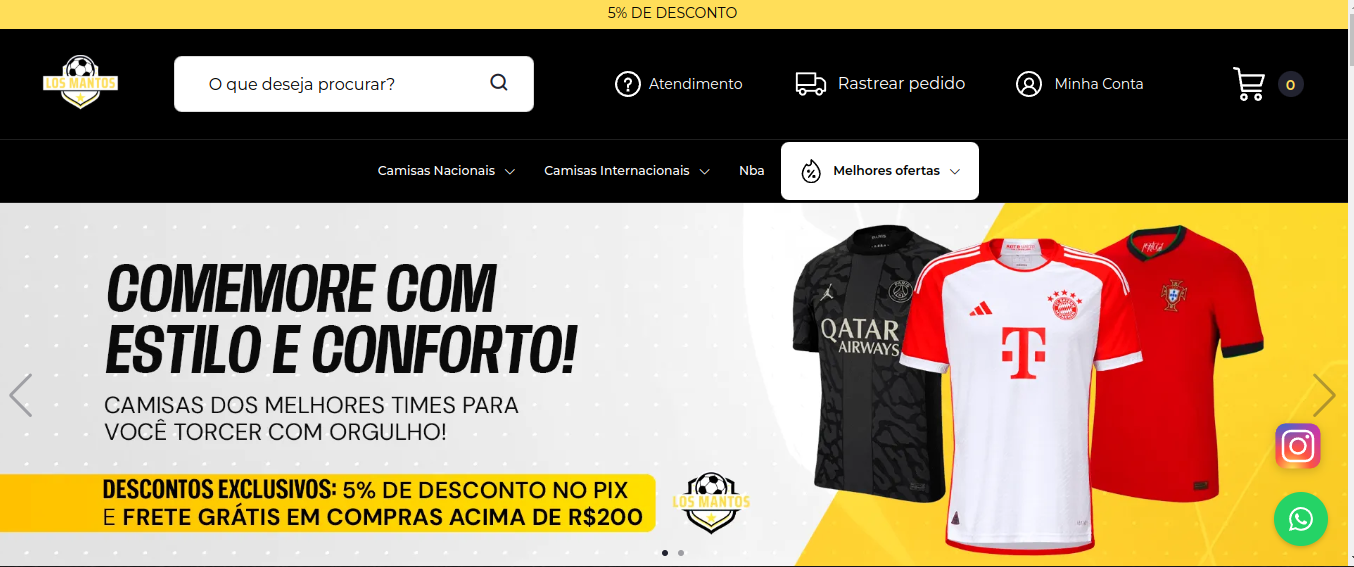 5% DE DESCONTO
LOS MANTOS
O que deseja procurar?
Atendimento
Rastrear pedido
Minha Conta
0
Camisas Nacionais
Camisas Internacionais
Nba
Melhores ofertas
COMEMORE COM
ESTILO E CONFORTO!
CAMISAS DOS MELHORES TIMES PARA
VOCÊ TORCER COM ORGULHO!
DESCONTOS EXCLUSIVOS: 5% DE DESCONTO NO PIX
E FRETE GRÁTIS EM COMPRAS ACIMA DE R$200
LOS MANTOS
QATAR
AIRWAYS
PARIS
T